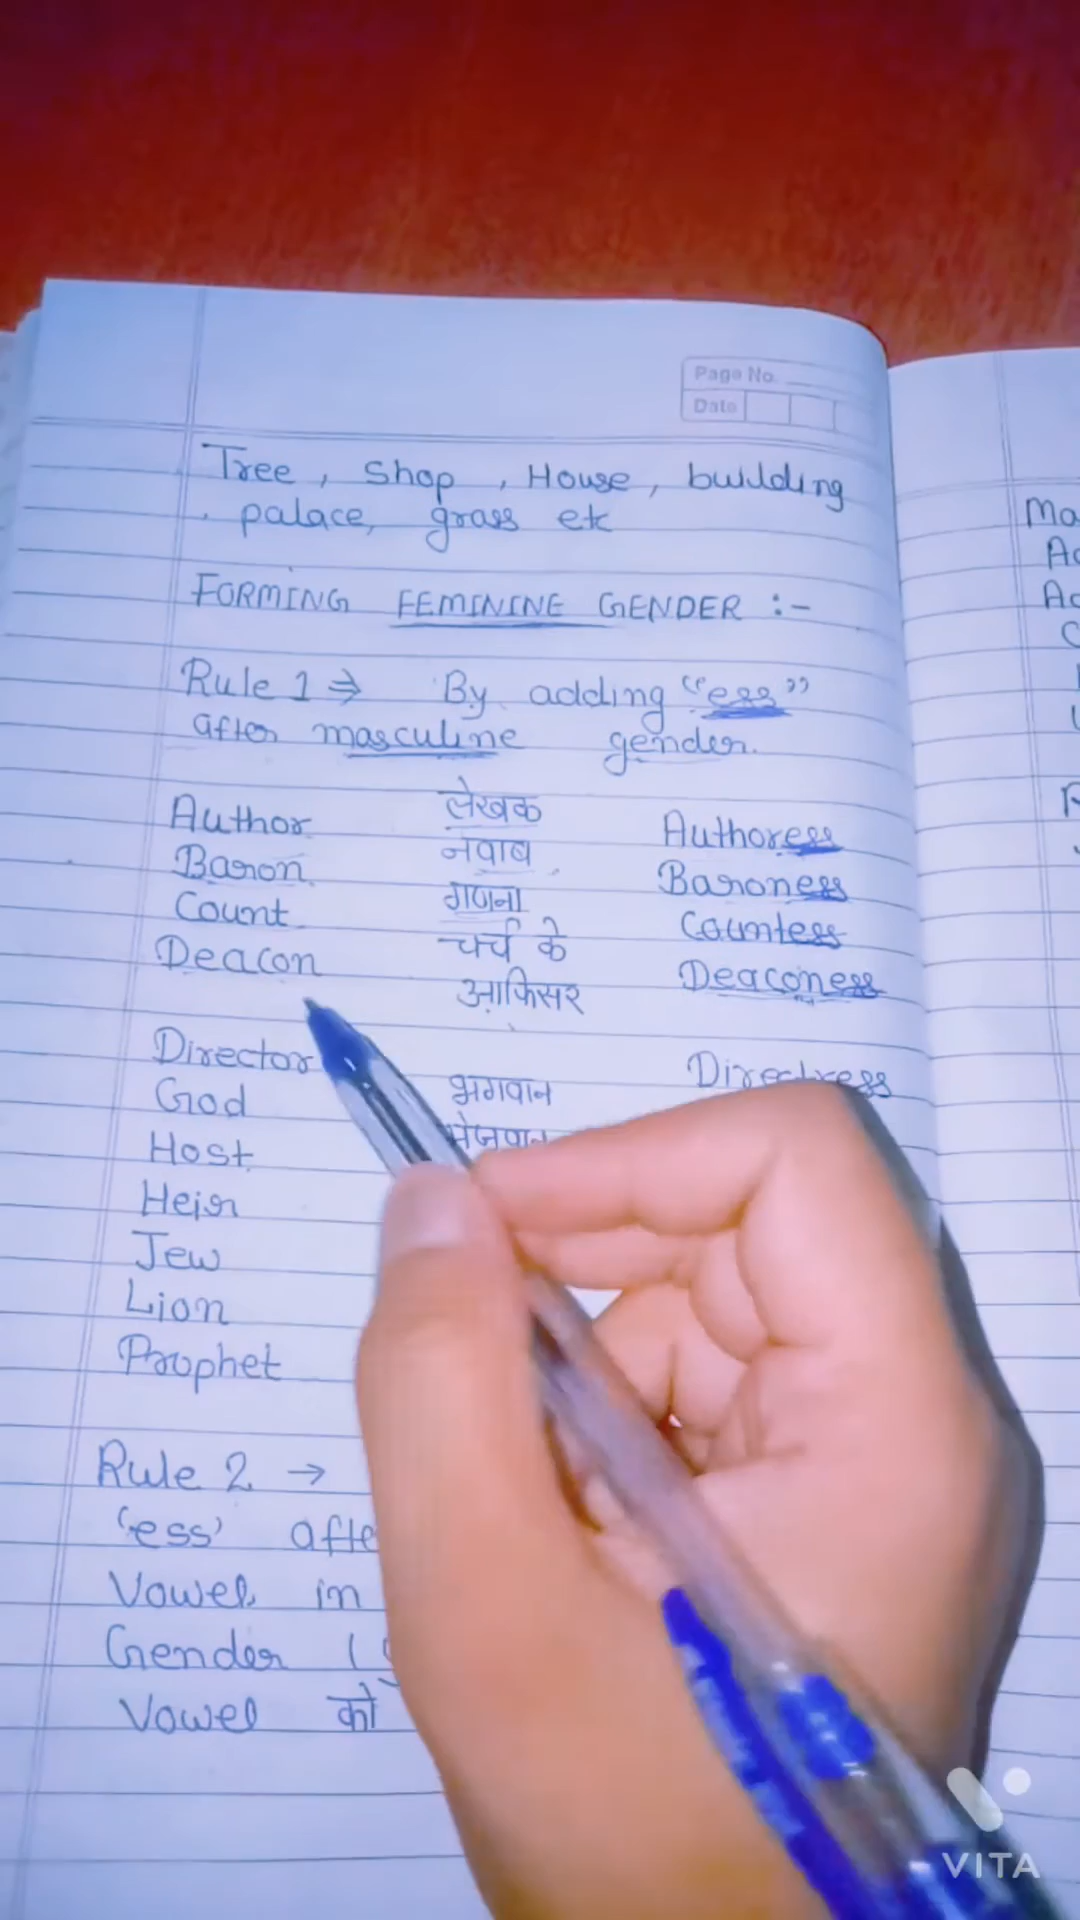 Page No.
Date
Tree, Shop, House, building
palace, grass etc
FORMING FEMININE GENDER :-
Rule 1 ⇒ By adding "ess"
after masculine gender.
Author लेखक Authoress
Baron नवाब Baroness
Count गणना Countess
Deacon चर्च के Deaconess
आफिसर
Director Directress
God भगवान
Host मेजबान
Heir
Jew
Lion
Prophet
Rule 2 →
'ess'
Vowel in
Gender (
Vowel को
VITA